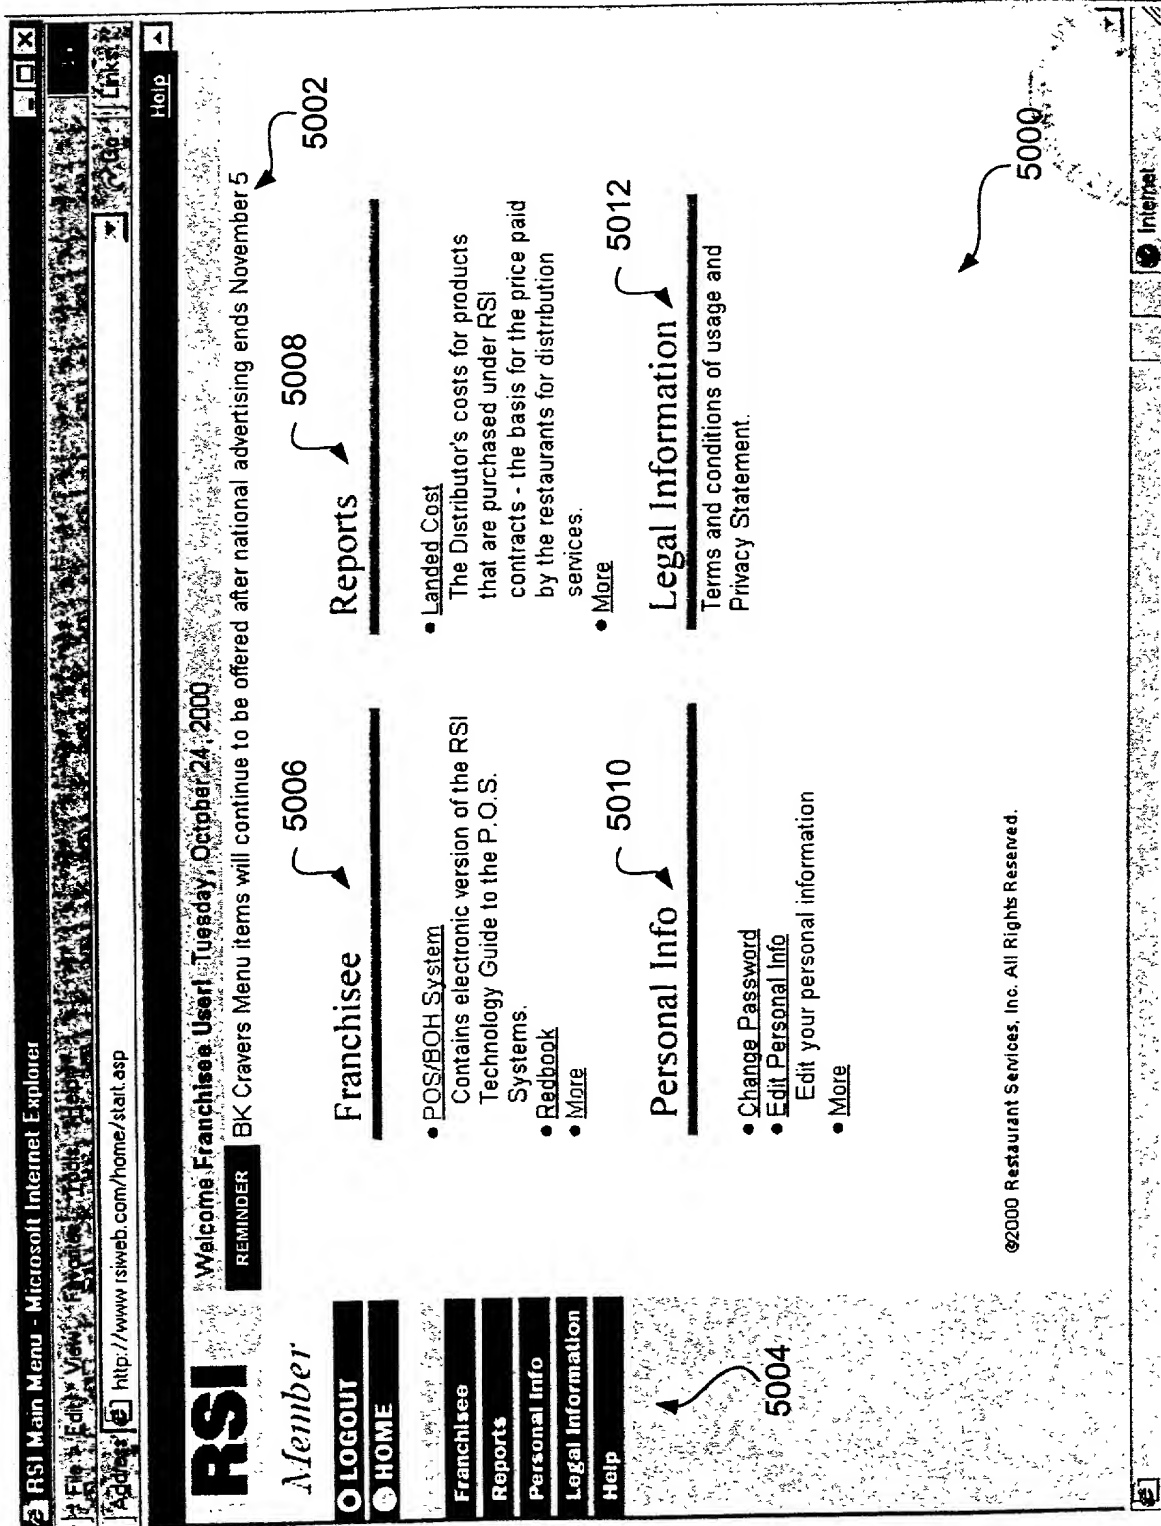 RSI Main Menu - Microsoft Internet Explorer
File Edit View Favorites Tools Help
Address http://www.rsiweb.com/home/start.asp Go Links
Help
RSI
Welcome Franchisee User! Tuesday, October 24, 2000
REMINDER BK Cravers Menu items will continue to be offered after national advertising ends November 5
5002
Member
LOGOUT
HOME
Franchisee
Reports
Personal Info
Legal Information
Help
5004
Franchisee
5006
• POS/BOH System
Contains electronic version of the RSI
Technology Guide to the P.O.S.
Systems.
• Redbook
• More
Reports
5008
• Landed Cost
The Distributor's costs for products
that are purchased under RSI
contracts - the basis for the price paid
by the restaurants for distribution
services.
• More
Personal Info
5010
• Change Password
• Edit Personal Info
Edit your personal information
• More
Legal Information
5012
Terms and conditions of usage and
Privacy Statement.
5000
©2000 Restaurant Services, Inc. All Rights Reserved.
Internet